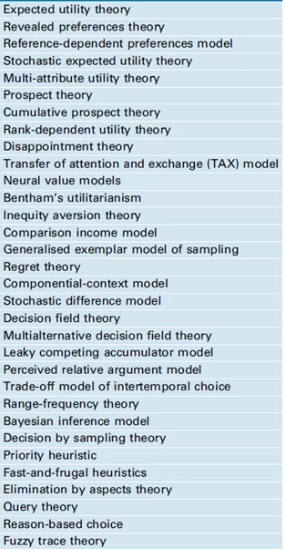 Expected utility theory
Revealed preferences theory
Reference-dependent preferences model
Stochastic expected utility theory
Multi-attribute utility theory
Prospect theory
Cumulative prospect theory
Rank-dependent utility theory
Disappointment theory
Transfer of attention and exchange (TAX) model
Neural value models
Bentham's utilitarianism
Inequity aversion theory
Comparison income model
Generalised exemplar model of sampling
Regret theory
Componential-context model
Stochastic difference model
Decision field theory
Multialternative decision field theory
Leaky competing accumulator model
Perceived relative argument model
Trade-off model of intertemporal choice
Range-frequency theory
Bayesian inference model
Decision by sampling theory
Priority heuristic
Fast-and-frugal heuristics
Elimination by aspects theory
Query theory
Reason-based choice
Fuzzy trace theory